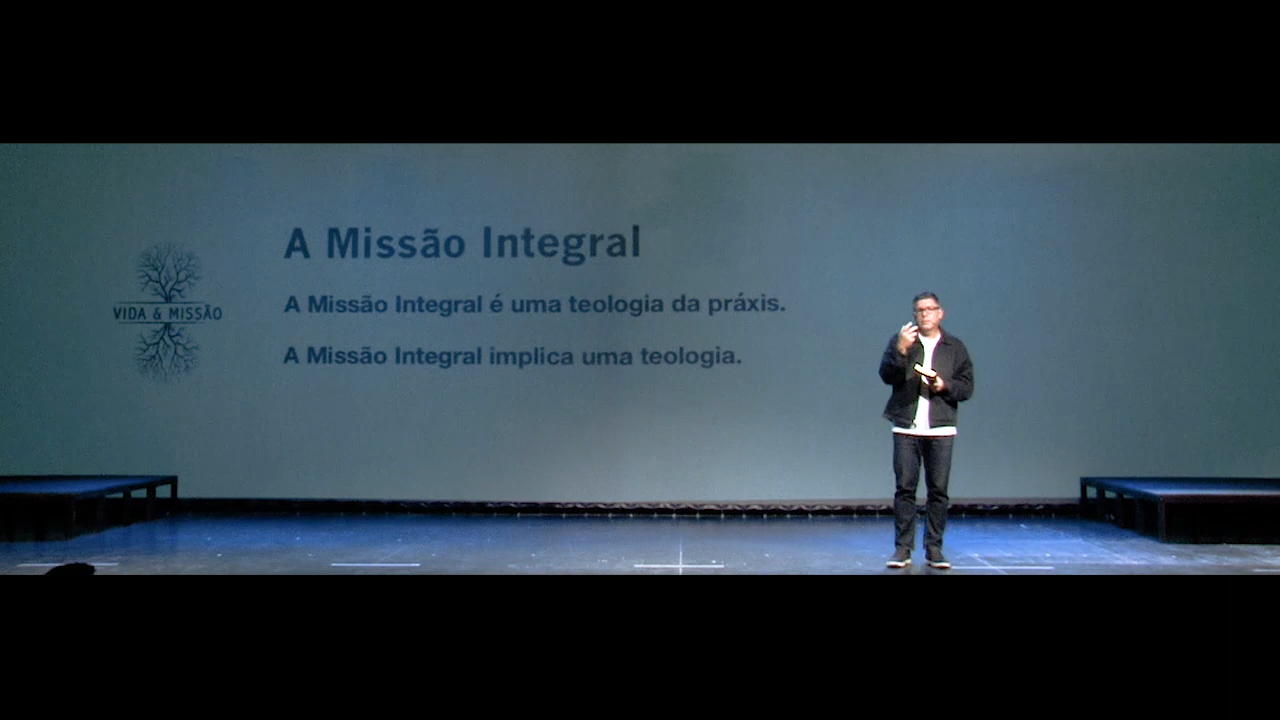 A Missão Integral
VIDA & MISSÃO
A Missão Integral é uma teologia da práxis.
A Missão Integral implica uma teologia.